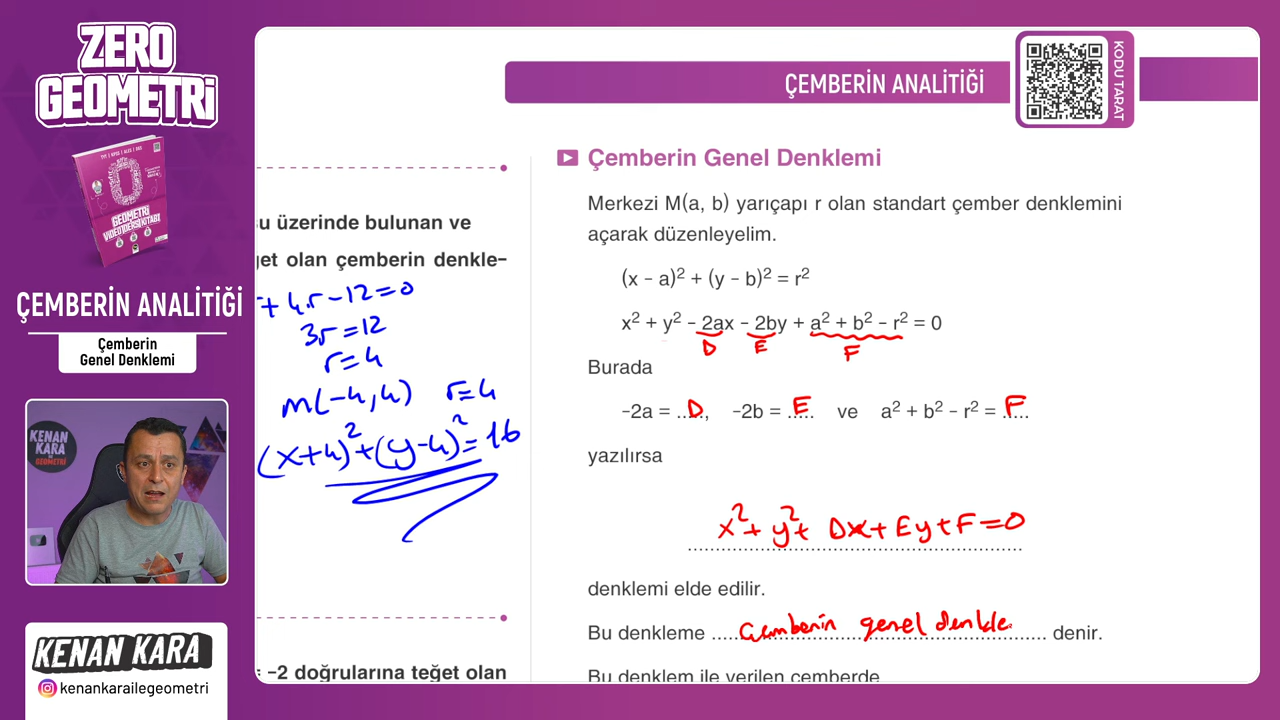 ZERO
GEOMETRİ
GEOMETRİ
VİDEO DERS KİTABI
ÇEMBERİN ANALİTİĞİ
Çemberin
Genel Denklemi
KENAN
KARA
GEOMETRİ
KENAN KARA
kenankarailegeometri
ÇEMBERİN ANALİTİĞİ
KODU TARAT
su üzerinde bulunan ve
get olan çemberin denkle-
r + 4r - 12 = 0
3r = 12
r = 4
M(-4, 4) r = 4
(x+4)² + (y-4)² = 16
= -2 doğrularına teğet olan
Çemberin Genel Denklemi
Merkezi M(a, b) yarıçapı r olan standart çember denklemini
açarak düzenleyelim.
(x - a)² + (y - b)² = r²
x² + y² - 2ax - 2by + a² + b² - r² = 0
D E F
Burada
-2a = D, -2b = E ve a² + b² - r² = F
yazılırsa
x² + y² + Dx + Ey + F = 0
denklemi elde edilir.
Bu denkleme çemberin genel denkle denir.
Bu denklem ile verilen çemberde